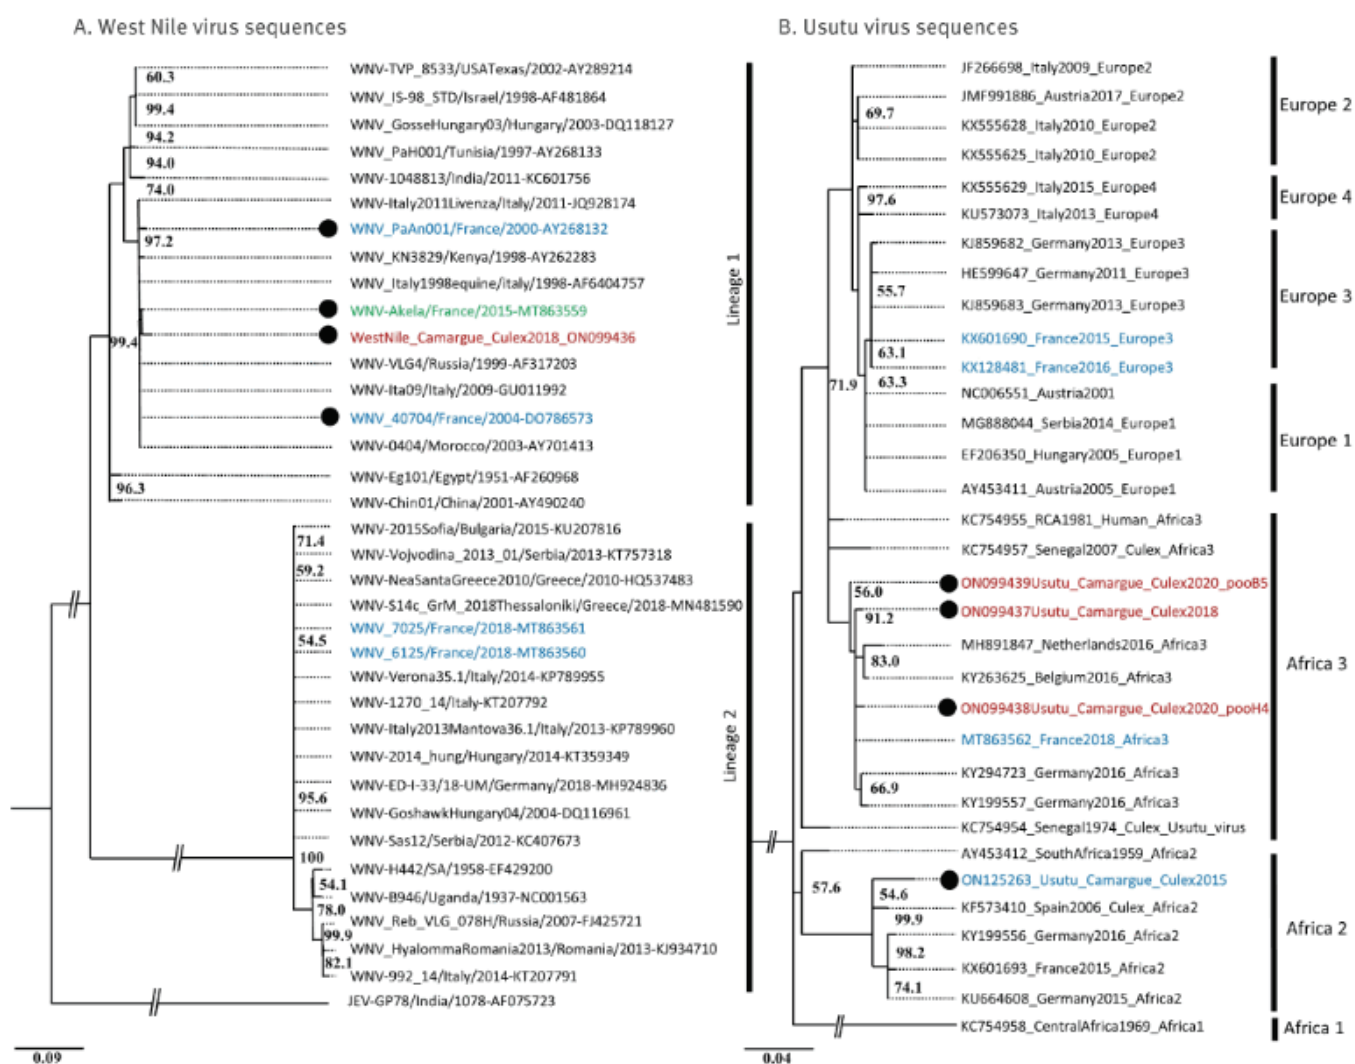 A. West Nile virus sequences
60.3
WNV-TVP_8533/USATexas/2002-AY289214
99.4
WNV_IS-98_STD/Israel/1998-AF481864
WNV_GosseHungary03/Hungary/2003-DQ118127
94.2
WNV_PaH001/Tunisia/1997-AY268133
94.0
WNV-1048813/India/2011-KC601756
74.0
WNV-Italy2011Livenza/Italy/2011-JQ928174
WNV_PaAn001/France/2000-AY268132
97.2
WNV_KN3829/Kenya/1998-AY262283
WNV_Italy1998equine/italy/1998-AF6404757
WNV-Akela/France/2015-MT863559
WestNile_Camargue_Culex2018_ON099436
99.4
WNV-VLG4/Russia/1999-AF317203
WNV-Ita09/Italy/2009-GU011992
WNV_40704/France/2004-DO786573
WNV-0404/Morocco/2003-AY701413
WNV-Eg101/Egypt/1951-AF260968
96.3
WNV-Chin01/China/2001-AY490240
Lineage 1
WNV-2015Sofia/Bulgaria/2015-KU207816
71.4
WNV-Vojvodina_2013_01/Serbia/2013-KT757318
59.2
WNV-NeaSantaGreece2010/Greece/2010-HQ537483
WNV-S14c_GrM_2018Thessaloniki/Greece/2018-MN481590
WNV_7025/France/2018-MT863561
54.5
WNV_6125/France/2018-MT863560
WNV-Verona35.1/Italy/2014-KP789955
WNV-1270_14/Italy-KT207792
WNV-Italy2013Mantova36.1/Italy/2013-KP789960
WNV-2014_hung/Hungary/2014-KT359349
WNV-ED-I-33/18-UM/Germany/2018-MH924836
95.6
WNV-GoshawkHungary04/2004-DQ116961
WNV-Sas12/Serbia/2012-KC407673
100
WNV-H442/SA/1958-EF429200
54.1
WNV-B946/Uganda/1937-NC001563
78.0
WNV_Reb_VLG_078H/Russia/2007-FJ425721
99.9
WNV_HyalommaRomania2013/Romania/2013-KJ934710
82.1
WNV-992_14/Italy/2014-KT207791
Lineage 2
JEV-GP78/India/1078-AF075723
0.09
B. Usutu virus sequences
JF266698_Italy2009_Europe2
JMF991886_Austria2017_Europe2
69.7
KX555628_Italy2010_Europe2
KX555625_Italy2010_Europe2
Europe 2
KX555629_Italy2015_Europe4
97.6
KU573073_Italy2013_Europe4
Europe 4
KJ859682_Germany2013_Europe3
HE599647_Germany2011_Europe3
55.7
KJ859683_Germany2013_Europe3
KX601690_France2015_Europe3
63.1
KX128481_France2016_Europe3
Europe 3
71.9
63.3
NC006551_Austria2001
MG888044_Serbia2014_Europe1
EF206350_Hungary2005_Europe1
AY453411_Austria2005_Europe1
Europe 1
KC754955_RCA1981_Human_Africa3
KC754957_Senegal2007_Culex_Africa3
ON099439Usutu_Camargue_Culex2020_pooB5
56.0
ON099437Usutu_Camargue_Culex2018
91.2
MH891847_Netherlands2016_Africa3
83.0
KY263625_Belgium2016_Africa3
ON099438Usutu_Camargue_Culex2020_pooH4
MT863562_France2018_Africa3
KY294723_Germany2016_Africa3
66.9
KY199557_Germany2016_Africa3
KC754954_Senegal1974_Culex_Usutu_virus
Africa 3
AY453412_SouthAfrica1959_Africa2
57.6
ON125263_Usutu_Camargue_Culex2015
54.6
KF573410_Spain2006_Culex_Africa2
99.9
KY199556_Germany2016_Africa2
98.2
KX601693_France2015_Africa2
74.1
KU664608_Germany2015_Africa2
Africa 2
KC754958_CentralAfrica1969_Africa1
Africa 1
0.04